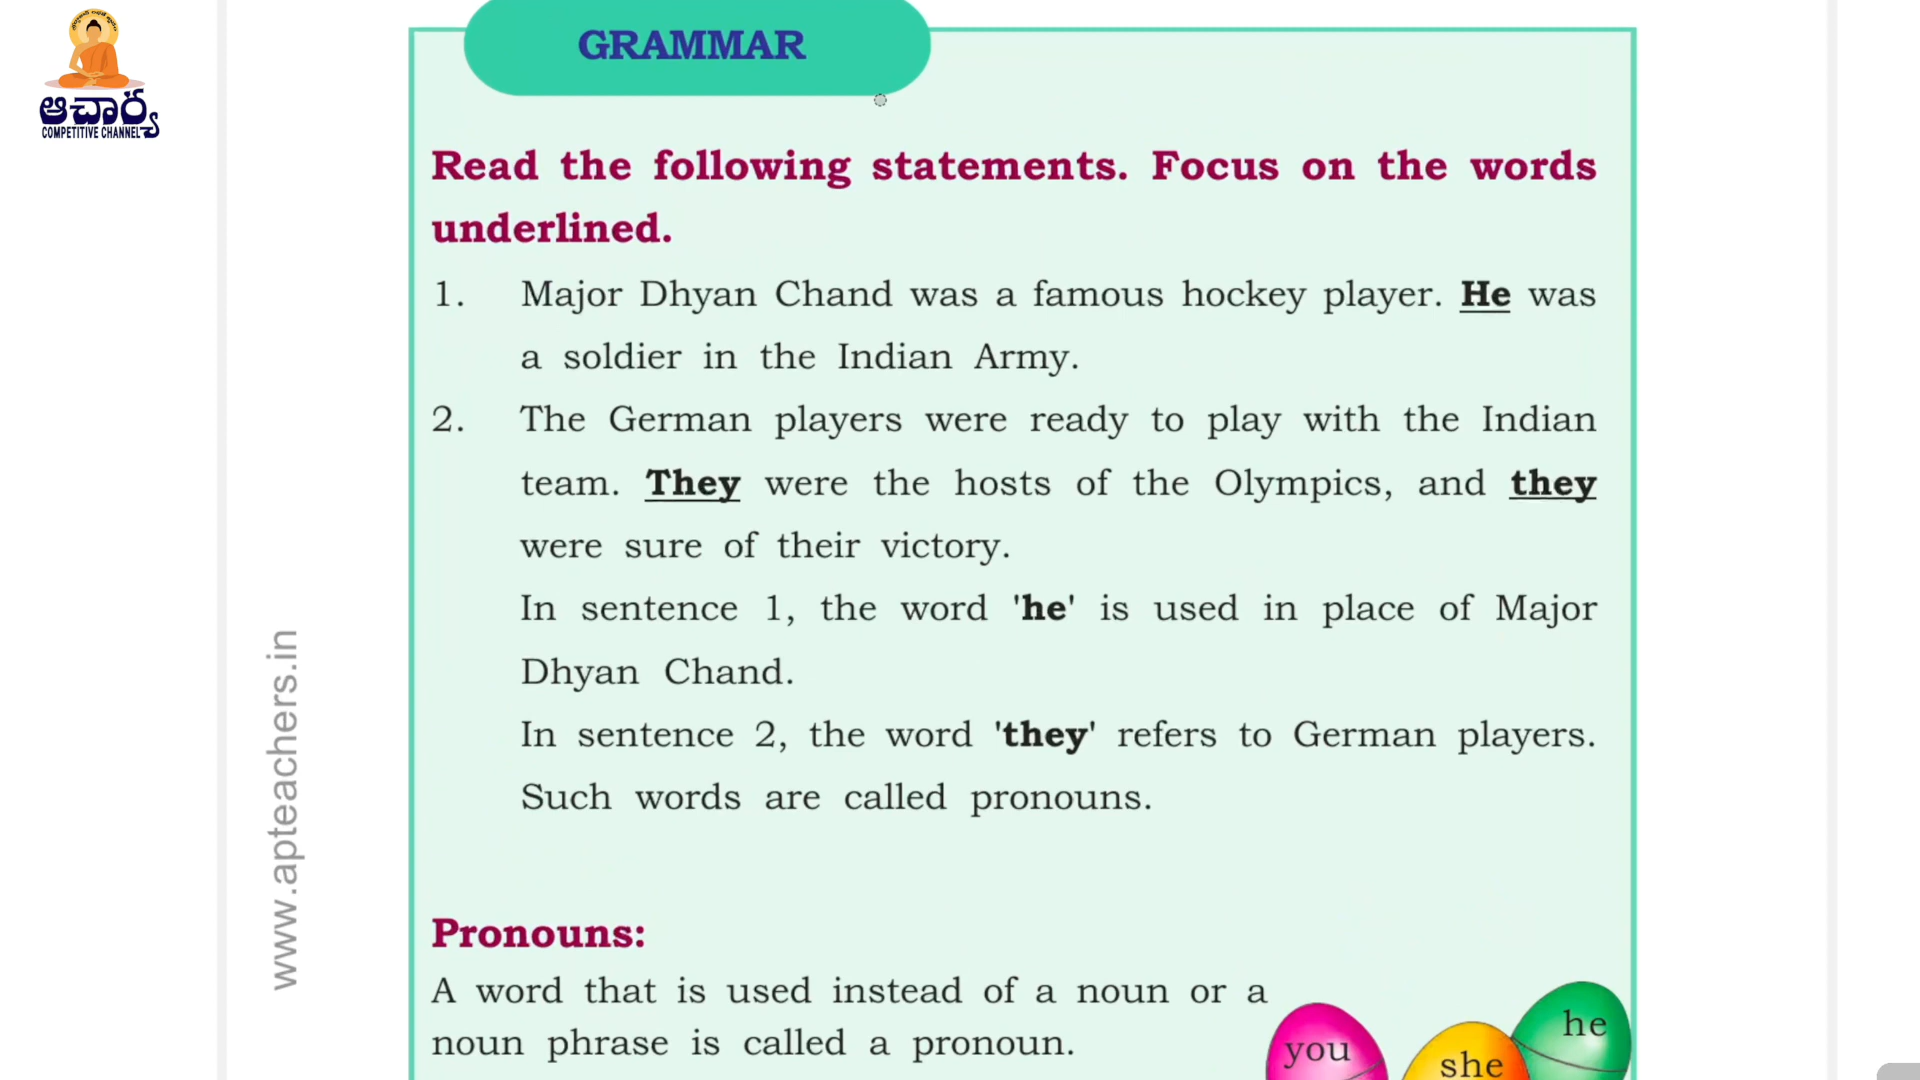 ఆచార్య
COMPETITIVE CHANNEL
GRAMMAR
Read the following statements. Focus on the words
underlined.
1. Major Dhyan Chand was a famous hockey player. He was
a soldier in the Indian Army.
2. The German players were ready to play with the Indian
team. They were the hosts of the Olympics, and they
were sure of their victory.
In sentence 1, the word 'he' is used in place of Major
Dhyan Chand.
In sentence 2, the word 'they' refers to German players.
Such words are called pronouns.
www.apteachers.in
Pronouns:
A word that is used instead of a noun or a
noun phrase is called a pronoun.
you
she
he